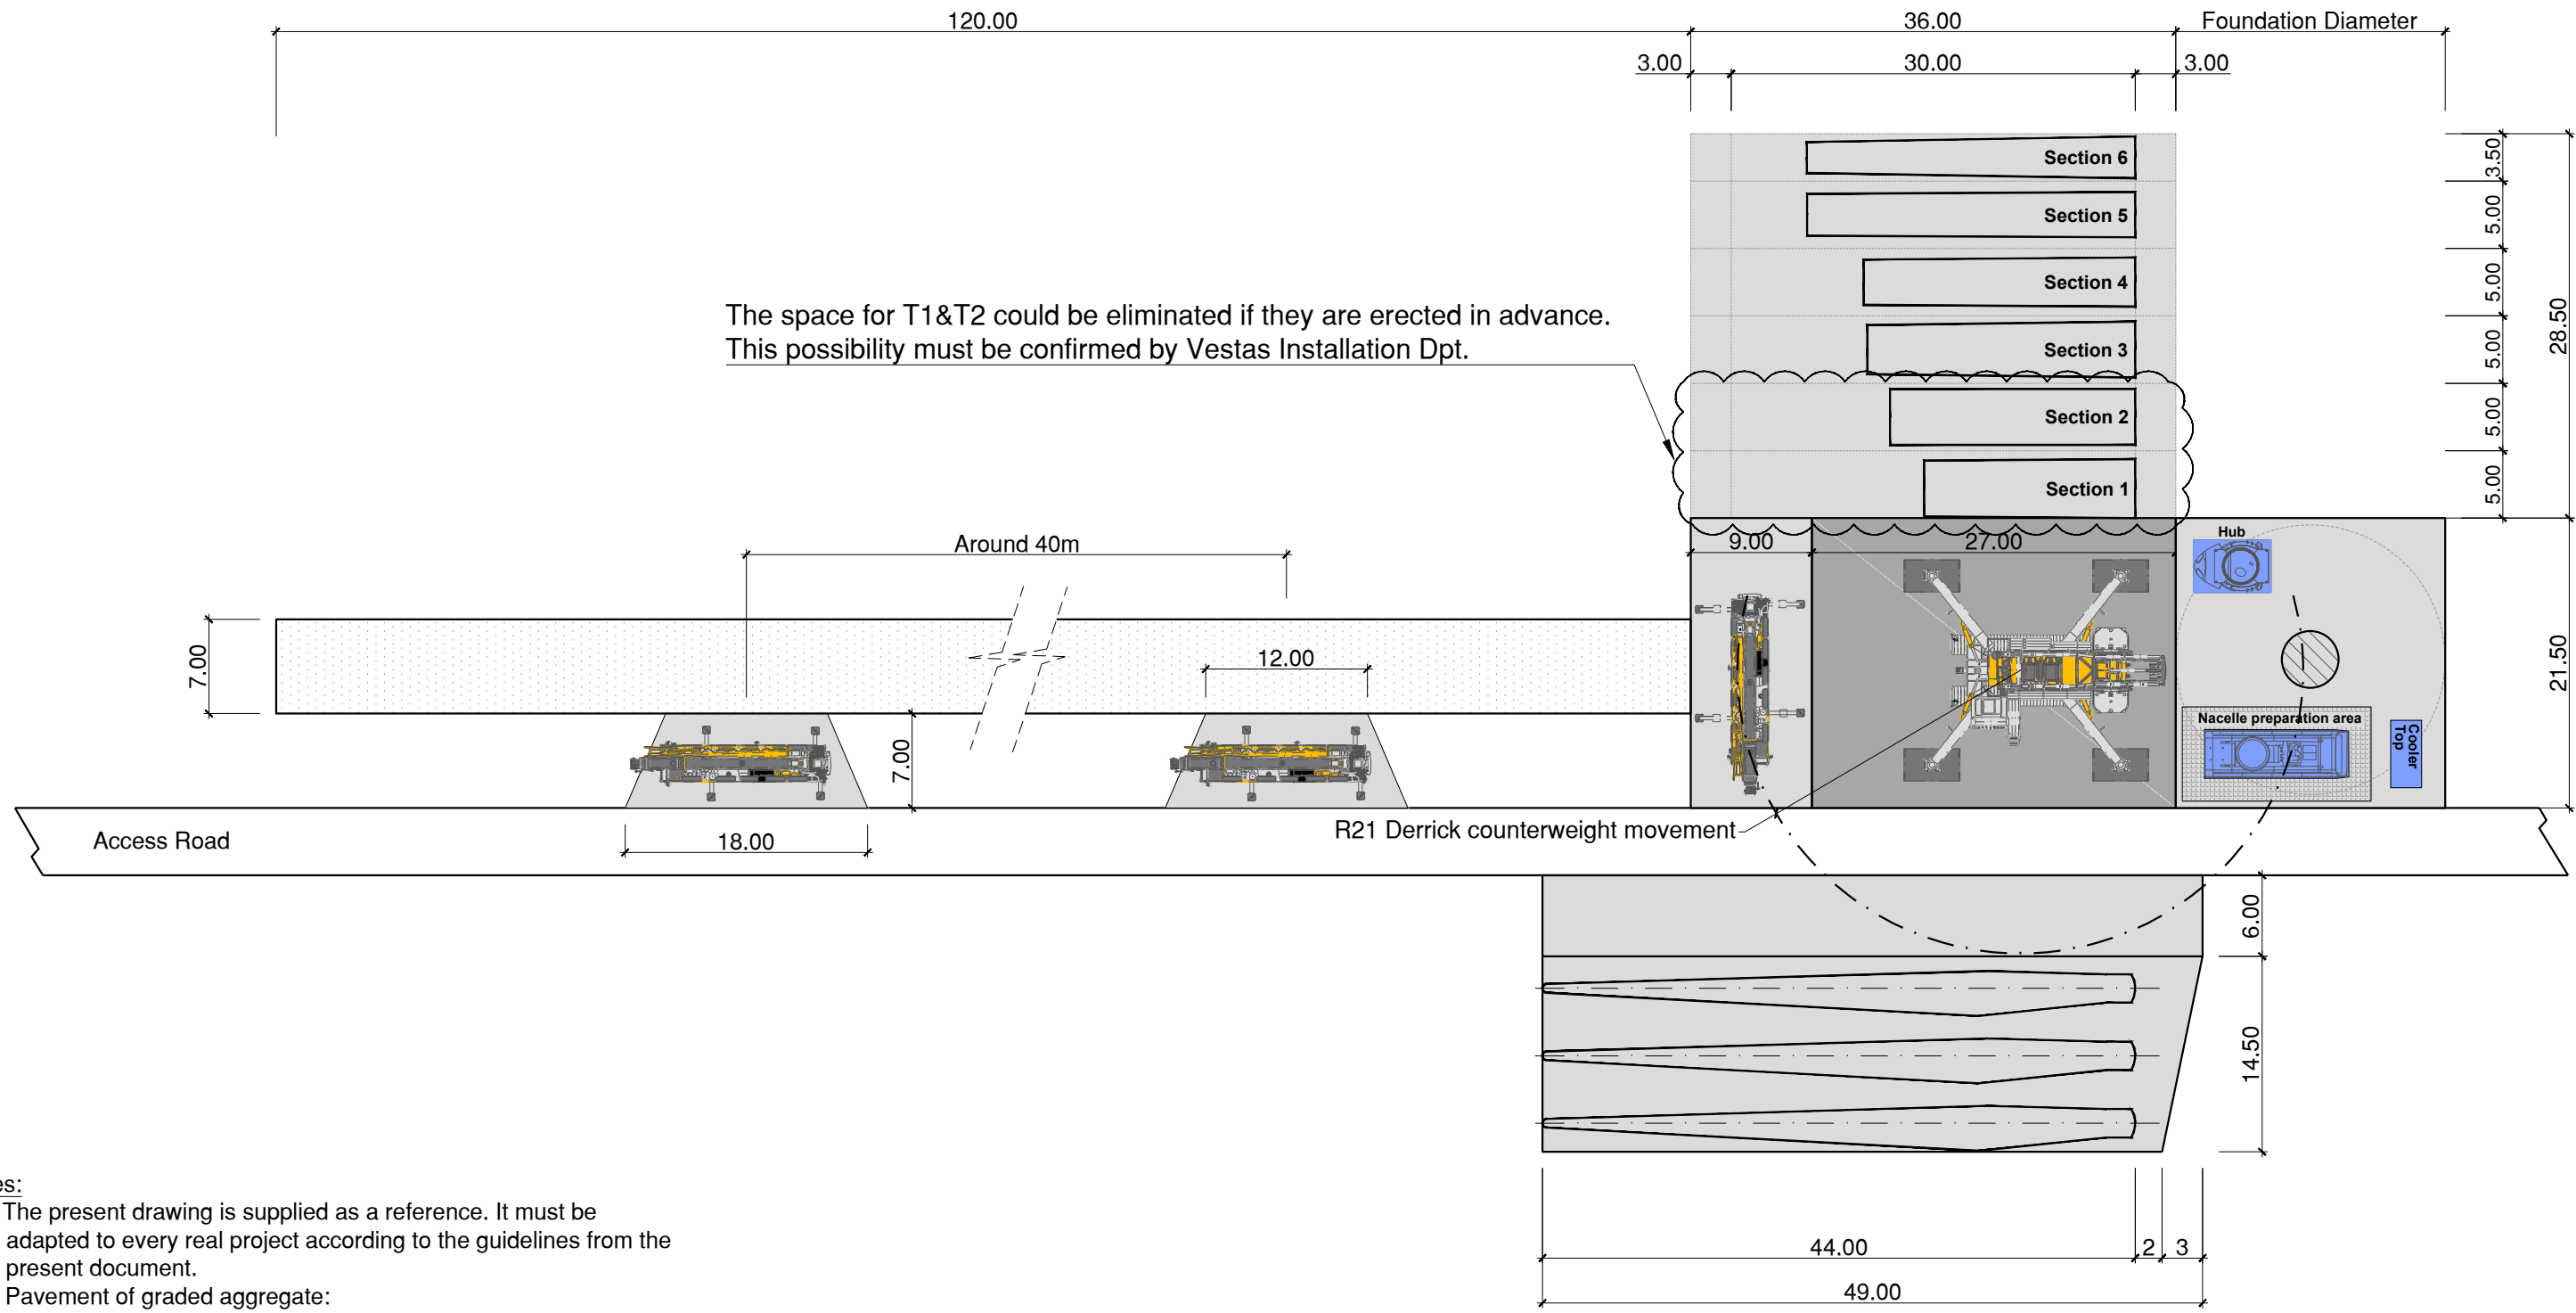 120.00
36.00
Foundation Diameter
3.00
30.00
3.00
Section 6
3.50
Section 5
5.00
Section 4
5.00
28.50
The space for T1&T2 could be eliminated if they are erected in advance.
This possibility must be confirmed by Vestas Installation Dpt.
Section 3
5.00
Section 2
5.00
Section 1
5.00
Around 40m
9.00
27.00
Hub
7.00
12.00
21.50
Nacelle preparation area
Cooller
Top
7.00
Access Road
18.00
R21 Derrick counterweight movement
6.00
14.50
es:
The present drawing is supplied as a reference. It must be
adapted to every real project according to the guidelines from the
present document.
Pavement of graded aggregate:
44.00
2
3
49.00